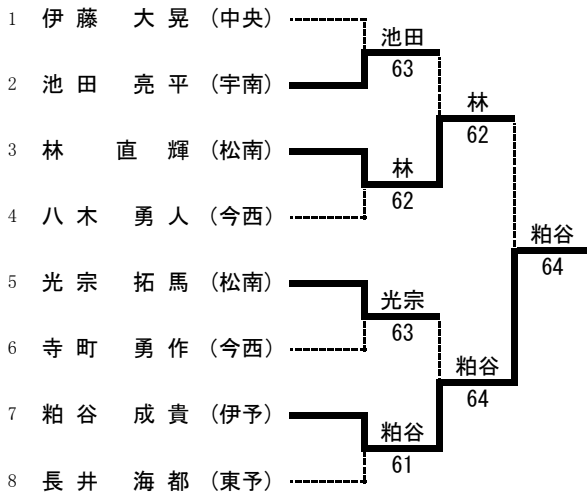 1 伊藤 大晃 (中央)
池田
63
2 池田 亮平 (宇南)
林
62
3 林 直輝 (松南)
林
62
4 八木 勇人 (今西)
粕谷
64
5 光宗 拓馬 (松南)
光宗
63
6 寺町 勇作 (今西)
粕谷
64
7 粕谷 成貴 (伊予)
粕谷
61
8 長井 海都 (東予)